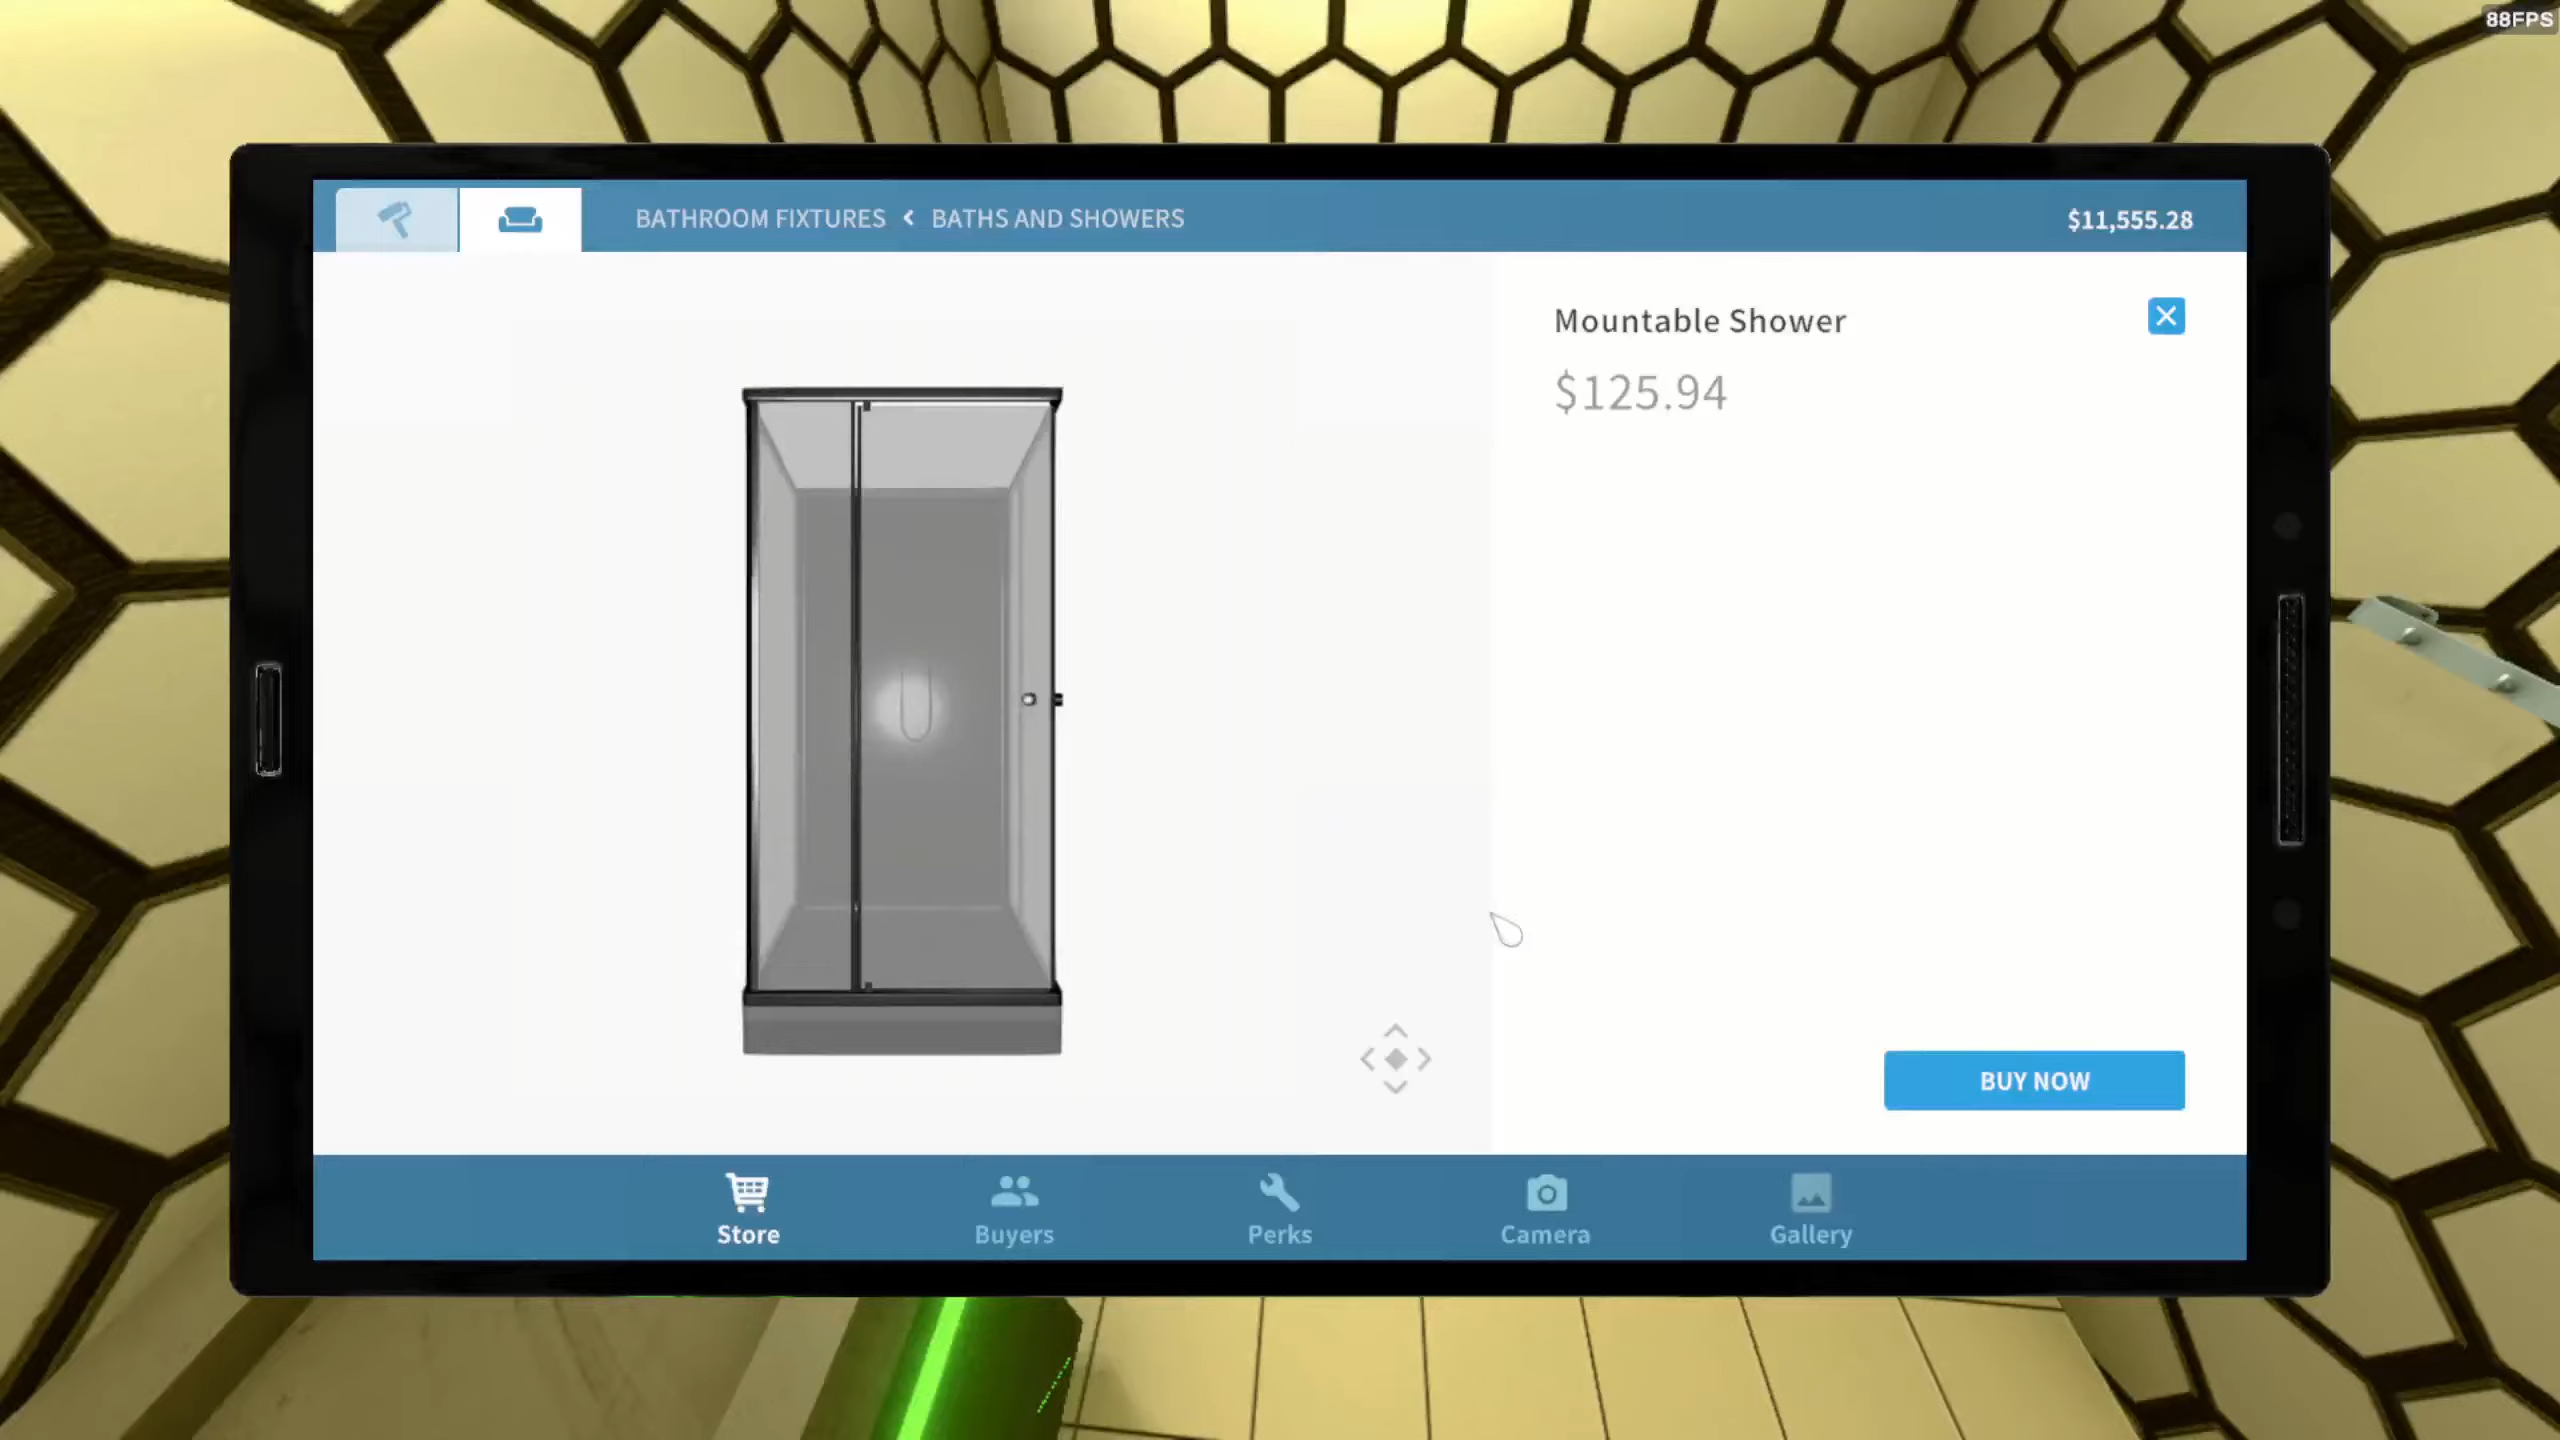 88FPS
BATHROOM FIXTURES < BATHS AND SHOWERS
$11,555.28
Mountable Shower
$125.94
BUY NOW
Store
Buyers
Perks
Camera
Gallery